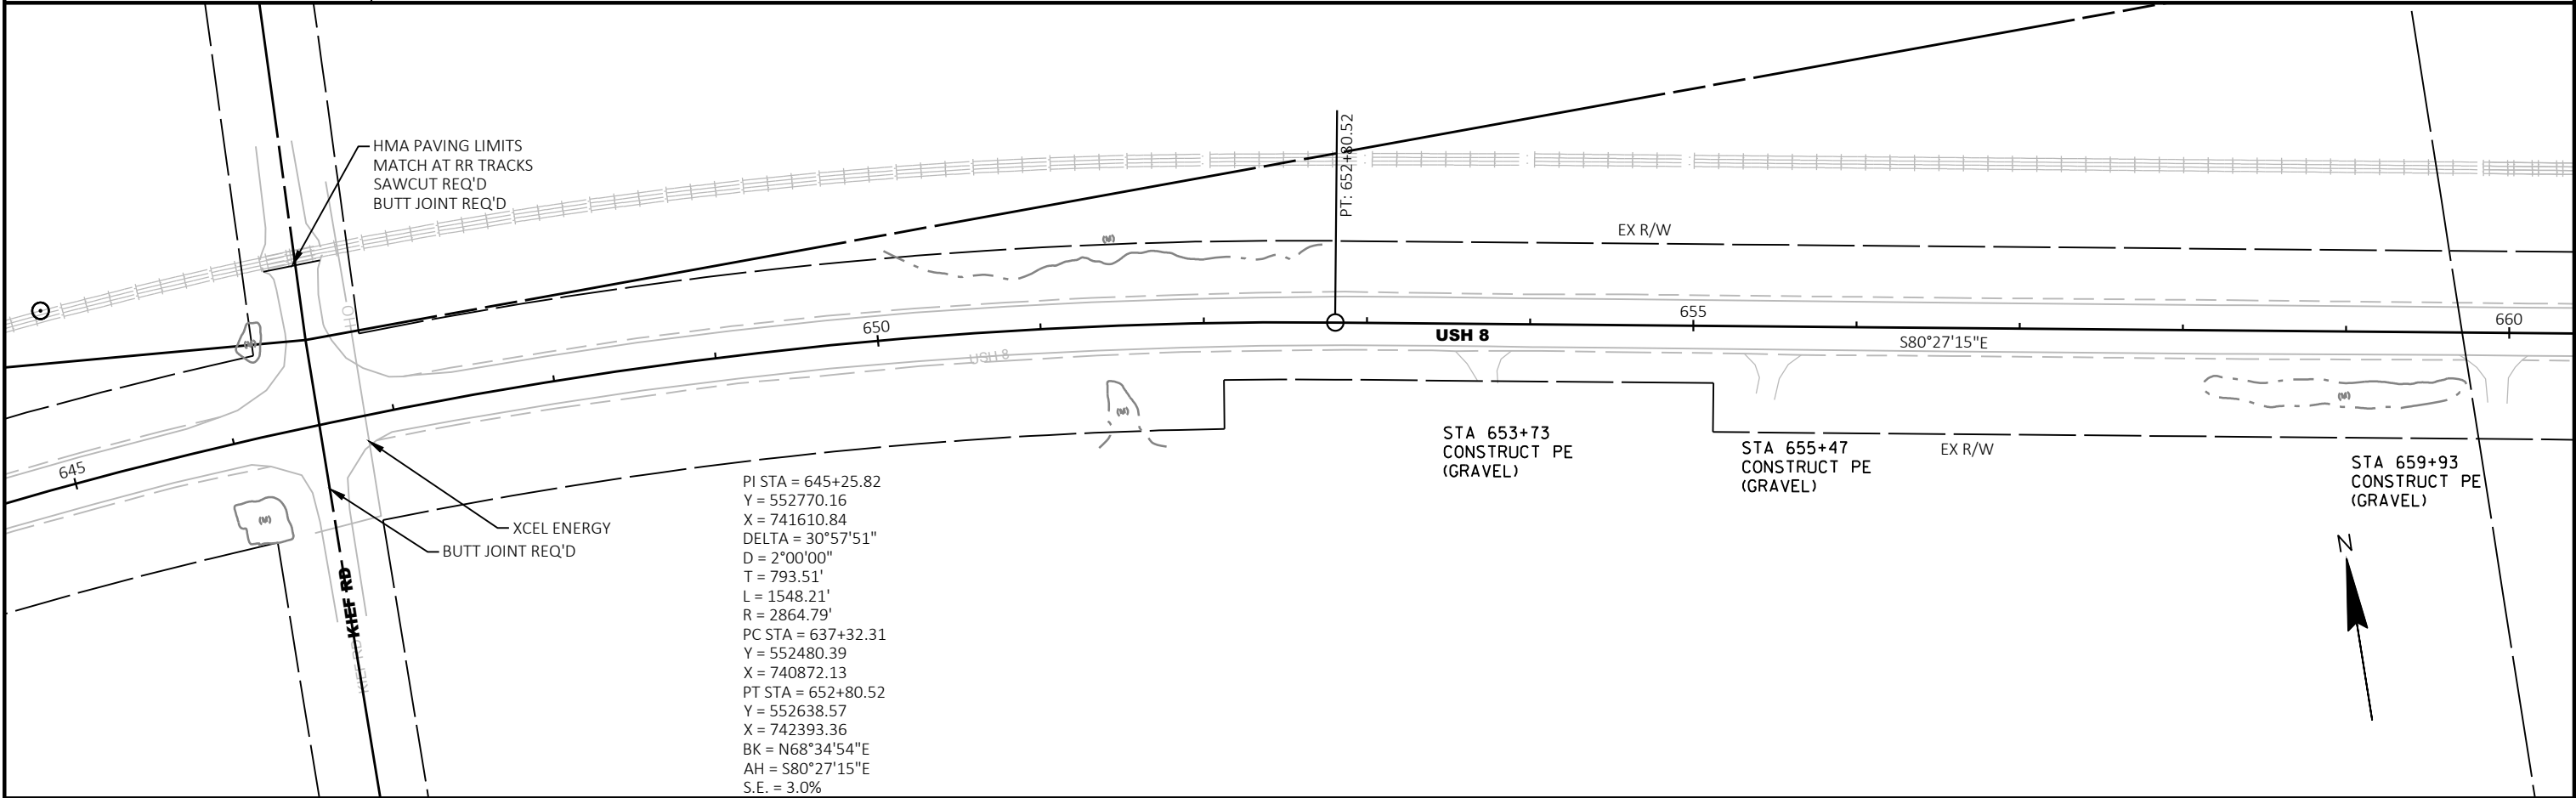 HMA PAVING LIMITS
MATCH AT RR TRACKS
SAWCUT REQ'D
BUTT JOINT REQ'D
PT: 652+80.52
EX R/W
OH
(M)
(M)
645
650
655
660
USH 8
USH 8
S80°27'15"E
(M)
(M)
(M)
STA 653+73
CONSTRUCT PE
(GRAVEL)
STA 655+47
CONSTRUCT PE
(GRAVEL)
EX R/W
STA 659+93
CONSTRUCT PE
(GRAVEL)
XCEL ENERGY
BUTT JOINT REQ'D
KIEF RD
KIEF RD
PI STA = 645+25.82
Y = 552770.16
X = 741610.84
DELTA = 30°57'51"
D = 2°00'00"
T = 793.51'
L = 1548.21'
R = 2864.79'
PC STA = 637+32.31
Y = 552480.39
X = 740872.13
PT STA = 652+80.52
Y = 552638.57
X = 742393.36
BK = N68°34'54"E
AH = S80°27'15"E
S.E. = 3.0%
N